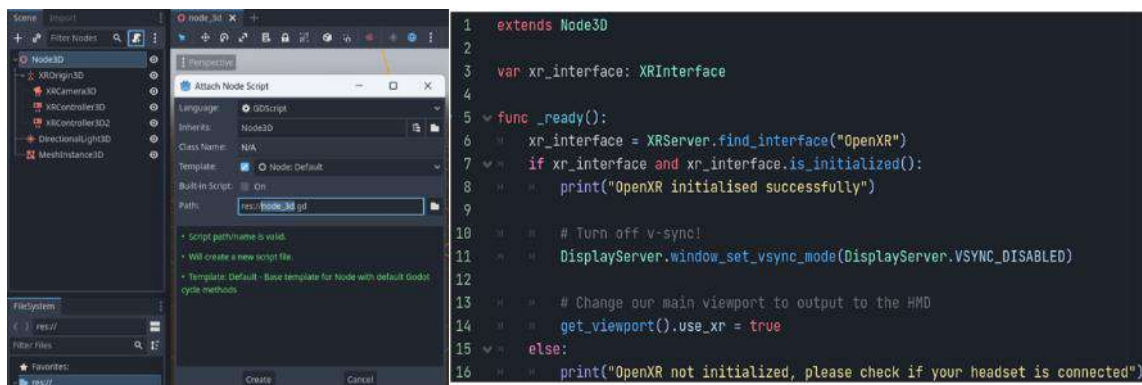 Scene Import
Filter Nodes
Node3D
XROrigin3D
XRCamera3D
XRController3D
XRController3D2
DirectionalLight3D
MeshInstance3D
FileSystem
res://
Filter Files
Favorites:
res://
node_3d
Perspective
Attach Node Script
Language: GDScript
Inherits: Node3D
Class Name: N/A
Template: Node: Default
Built-in Script: On
Path: res://node_3d.gd
• Script path/name is valid.
• Will create a new script file.
• Template: Default - Base template for Node with default Godot
cycle methods
Create Cancel
1 extends Node3D
2
3 var xr_interface: XRInterface
4
5 func _ready():
6 xr_interface = XRServer.find_interface("OpenXR")
7 if xr_interface and xr_interface.is_initialized():
8 print("OpenXR initialised successfully")
9
10 # Turn off v-sync!
11 DisplayServer.window_set_vsync_mode(DisplayServer.VSYNC_DISABLED)
12
13 # Change our main viewport to output to the HMD
14 get_viewport().use_xr = true
15 else:
16 print("OpenXR not initialized, please check if your headset is connected")